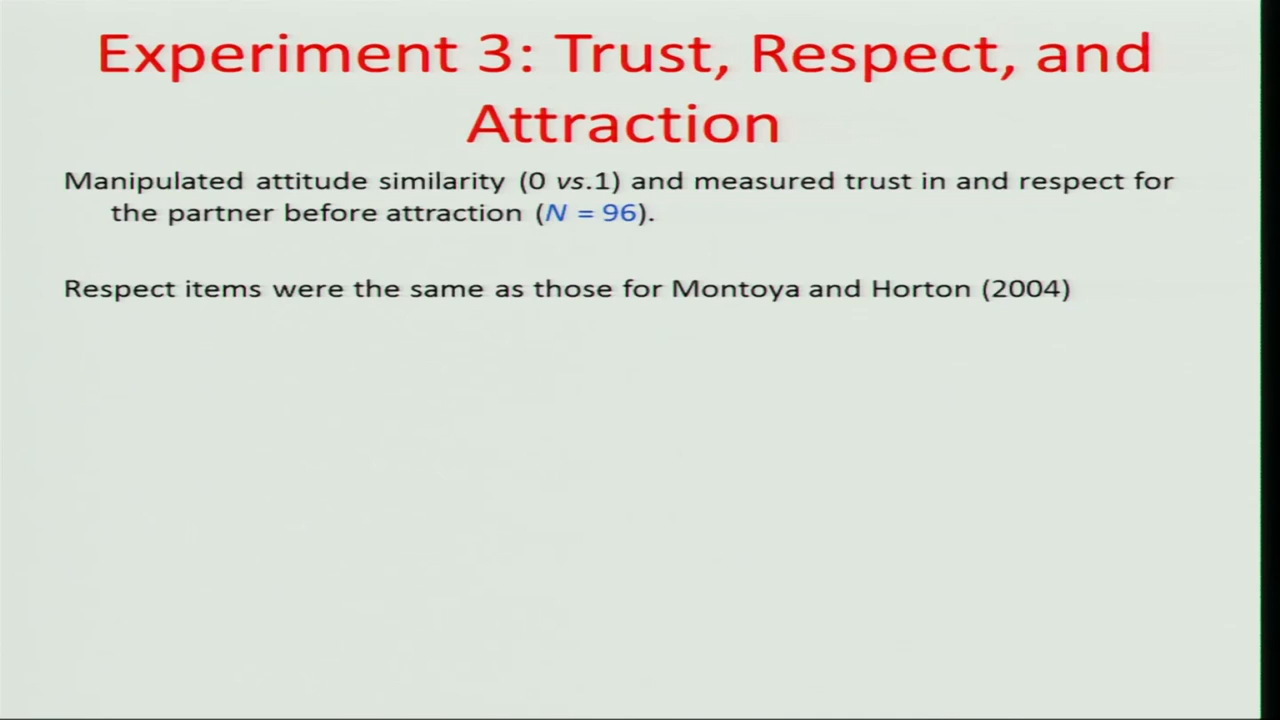 Experiment 3: Trust, Respect, and
Attraction
Manipulated attitude similarity (0 vs.1) and measured trust in and respect for
the partner before attraction (N = 96).
Respect items were the same as those for Montoya and Horton (2004)